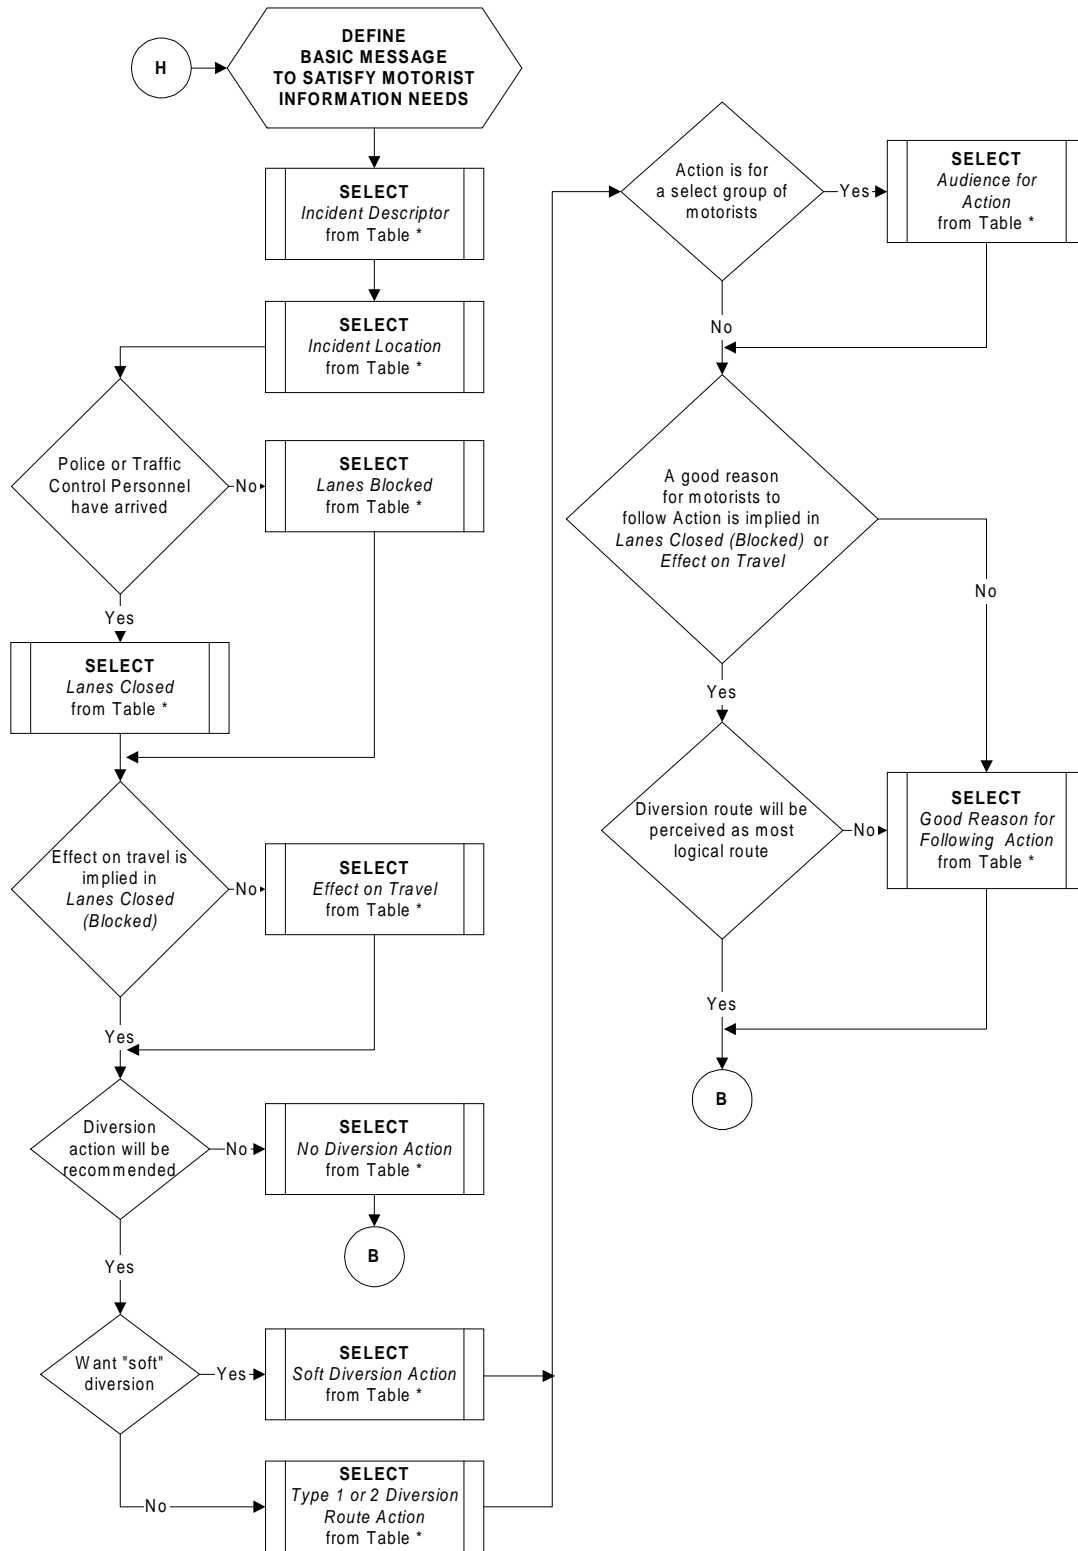 H
DEFINE
BASIC MESSAGE
TO SATISFY MOTORIST
INFORMATION NEEDS
SELECT
Incident Descriptor
from Table *
SELECT
Incident Location
from Table *
Police or Traffic
Control Personnel
have arrived
No
SELECT
Lanes Blocked
from Table *
Yes
SELECT
Lanes Closed
from Table *
Effect on travel is
implied in
Lanes Closed
(Blocked)
No
SELECT
Effect on Travel
from Table *
Yes
Diversion
action will be
recommended
No
SELECT
No Diversion Action
from Table *
B
Yes
Want "soft"
diversion
Yes
SELECT
Soft Diversion Action
from Table *
No
SELECT
Type 1 or 2 Diversion
Route Action
from Table *
Action is for
a select group of
motorists
Yes
SELECT
Audience for
Action
from Table *
No
A good reason
for motorists to
follow Action is implied in
Lanes Closed (Blocked) or
Effect on Travel
No
Yes
Diversion route will be
perceived as most
logical route
No
SELECT
Good Reason for
Following Action
from Table *
Yes
B